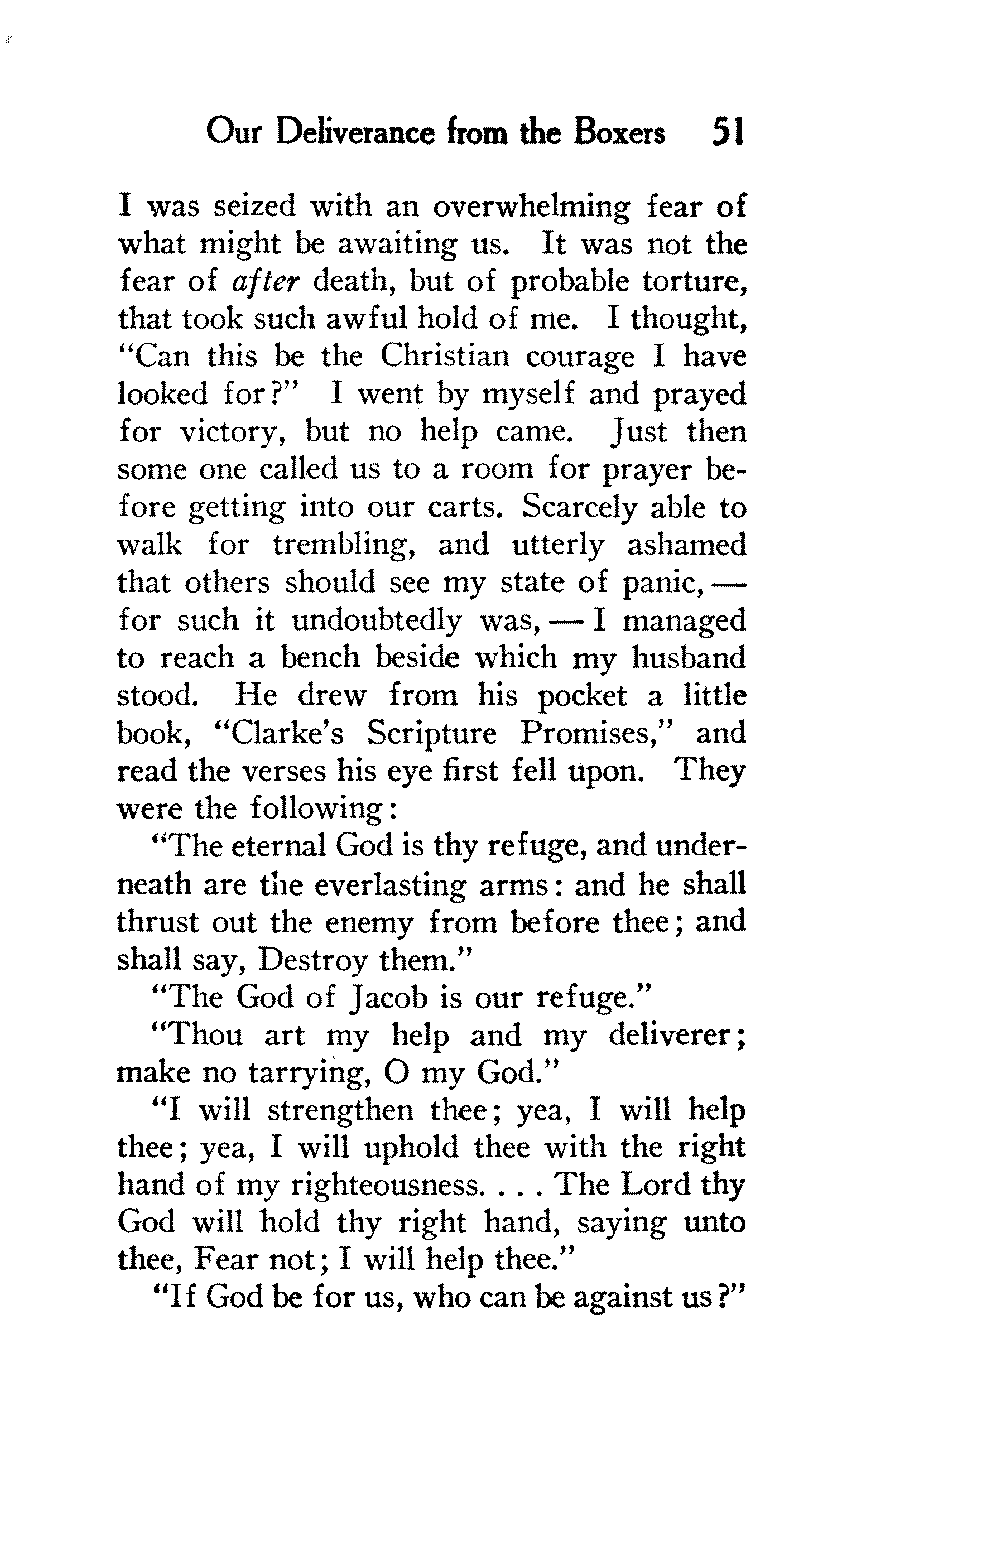 Our Deliverance from the Boxers 51
I was seized with an overwhelming fear of
what might be awaiting us. It was not the
fear of after death, but of probable torture,
that took such awful hold of me. I thought,
“Can this be the Christian courage I have
looked for?” I went by myself and prayed
for victory, but no help came. Just then
some one called us to a room for prayer be-
fore getting into our carts. Scarcely able to
walk for trembling, and utterly ashamed
that others should see my state of panic, —
for such it undoubtedly was, — I managed
to reach a bench beside which my husband
stood. He drew from his pocket a little
book, “Clarke’s Scripture Promises,” and
read the verses his eye first fell upon. They
were the following:
“The eternal God is thy refuge, and under-
neath are the everlasting arms: and he shall
thrust out the enemy from before thee; and
shall say, Destroy them.”
“The God of Jacob is our refuge.”
“Thou art my help and my deliverer;
make no tarrying, O my God.”
“I will strengthen thee; yea, I will help
thee; yea, I will uphold thee with the right
hand of my righteousness. . . . The Lord thy
God will hold thy right hand, saying unto
thee, Fear not; I will help thee.”
“If God be for us, who can be against us?”